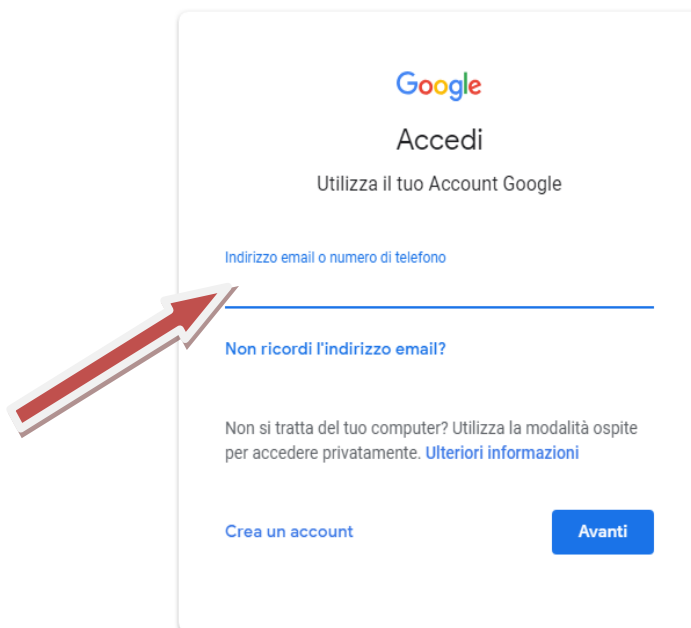 Google
Accedi
Utilizza il tuo Account Google
Indirizzo email o numero di telefono
Non ricordi l'indirizzo email?
Non si tratta del tuo computer? Utilizza la modalità ospite
per accedere privatamente. Ulteriori informazioni
Crea un account
Avanti